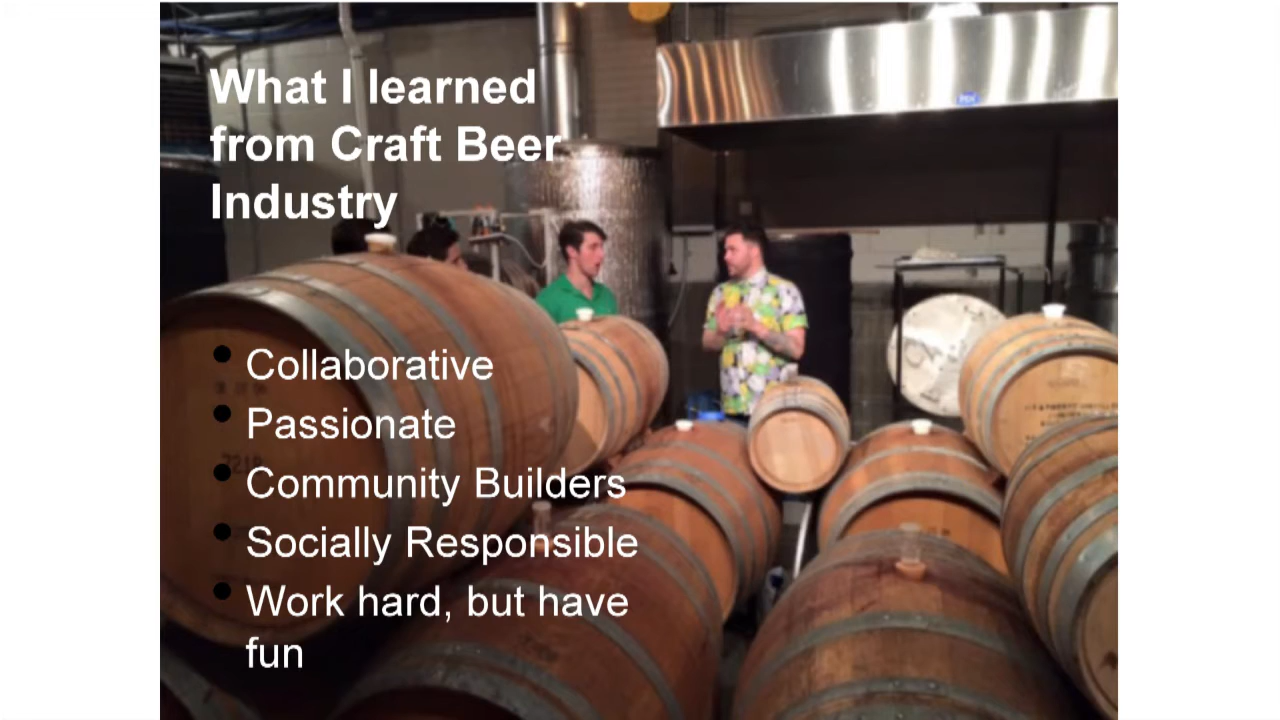 What I learned
from Craft Beer
Industry
• Collaborative
• Passionate
• Community Builders
• Socially Responsible
• Work hard, but have
fun